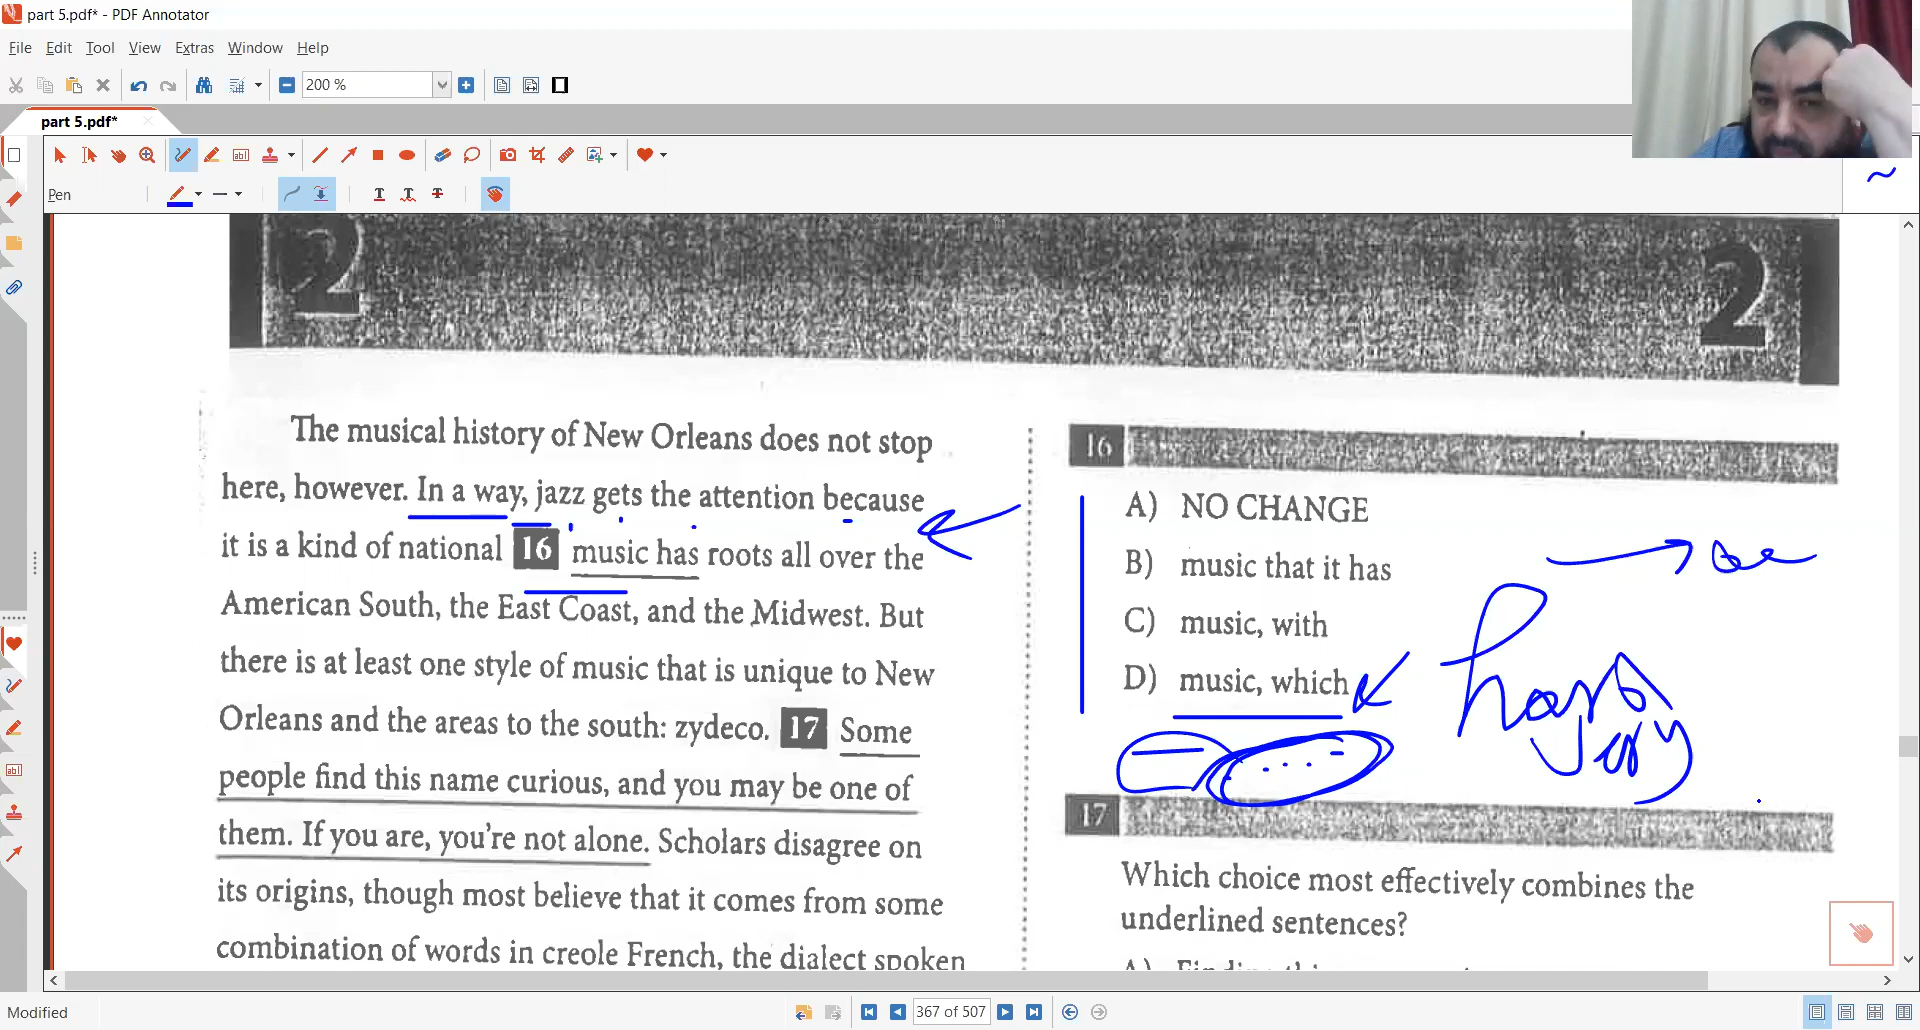 part 5.pdf* - PDF Annotator
File Edit Tool View Extras Window Help
200 %
part 5.pdf*
Pen
2
2
The musical history of New Orleans does not stop
here, however. In a way, jazz gets the attention because
it is a kind of national 16 music has roots all over the
American South, the East Coast, and the Midwest. But
there is at least one style of music that is unique to New
Orleans and the areas to the south: zydeco. 17 Some
people find this name curious, and you may be one of
them. If you are, you're not alone. Scholars disagree on
its origins, though most believe that it comes from some
combination of words in creole French, the dialect spoken
16
A) NO CHANGE
B) music that it has
C) music, with
D) music, which
17
Which choice most effectively combines the
underlined sentences?
Modified
367 of 507